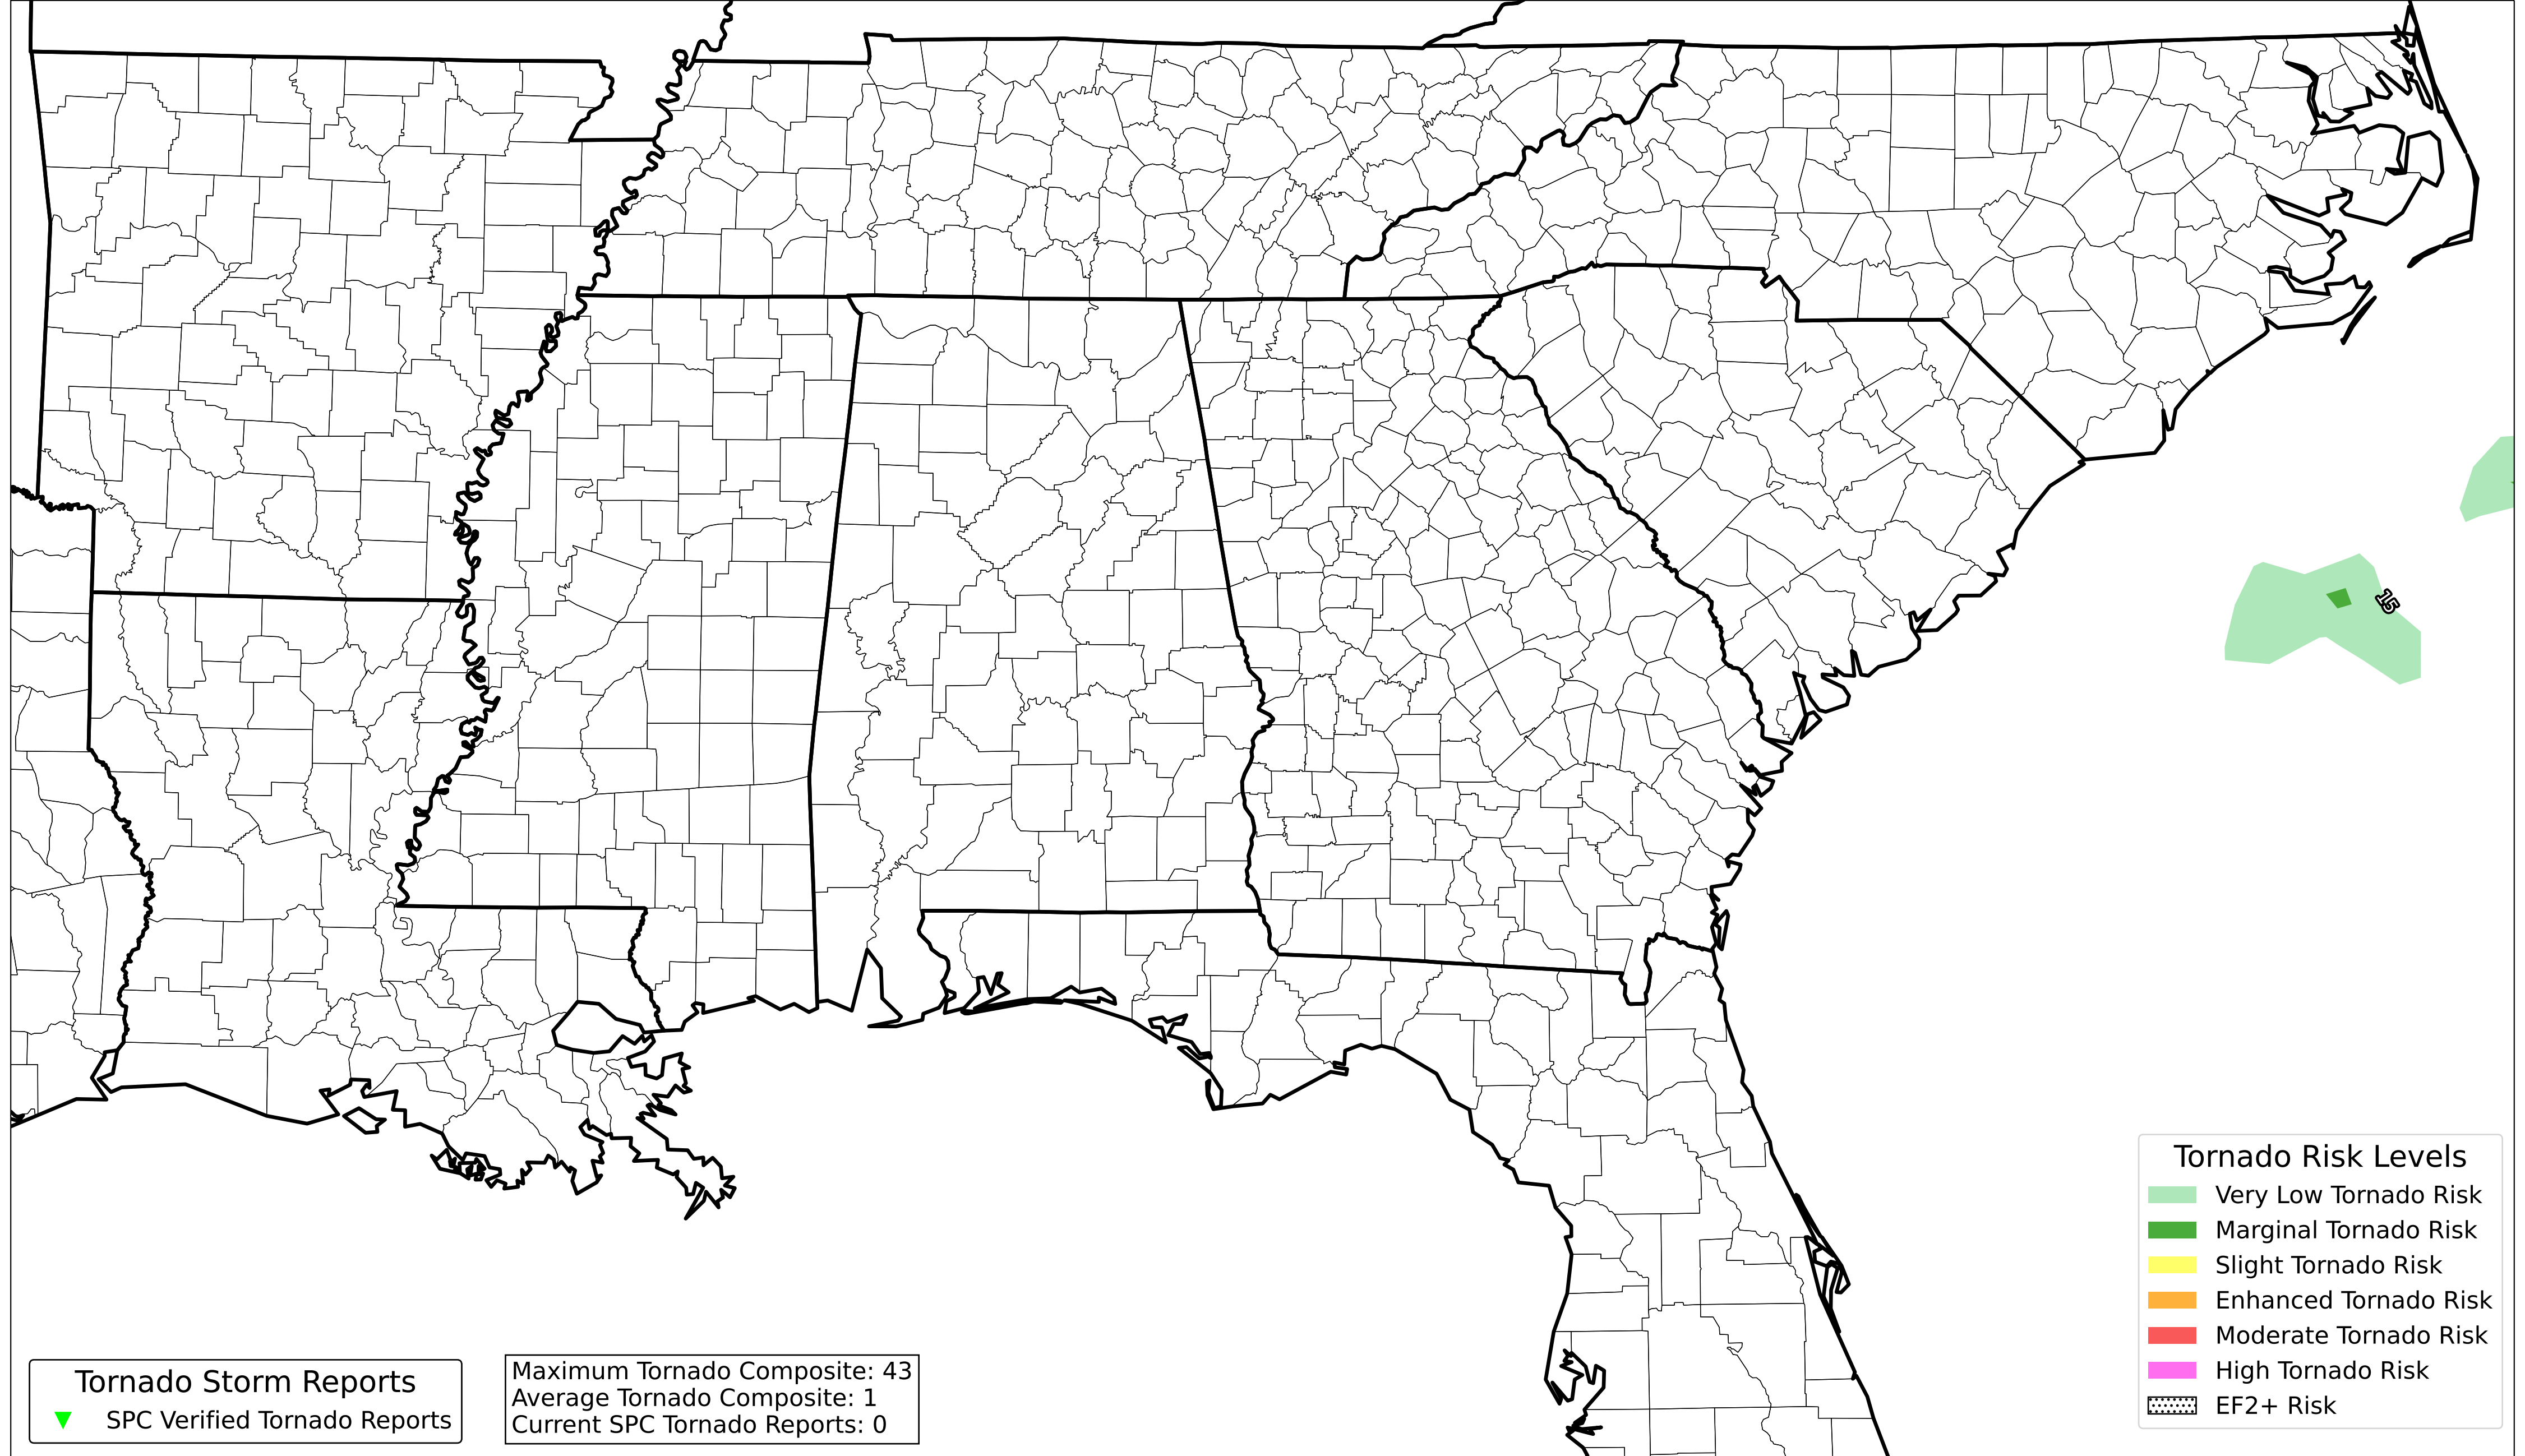 15
Tornado Risk Levels
Very Low Tornado Risk
Marginal Tornado Risk
Slight Tornado Risk
Enhanced Tornado Risk
Moderate Tornado Risk
High Tornado Risk
EF2+ Risk
Tornado Storm Reports
SPC Verified Tornado Reports
Maximum Tornado Composite: 43
Average Tornado Composite: 1
Current SPC Tornado Reports: 0